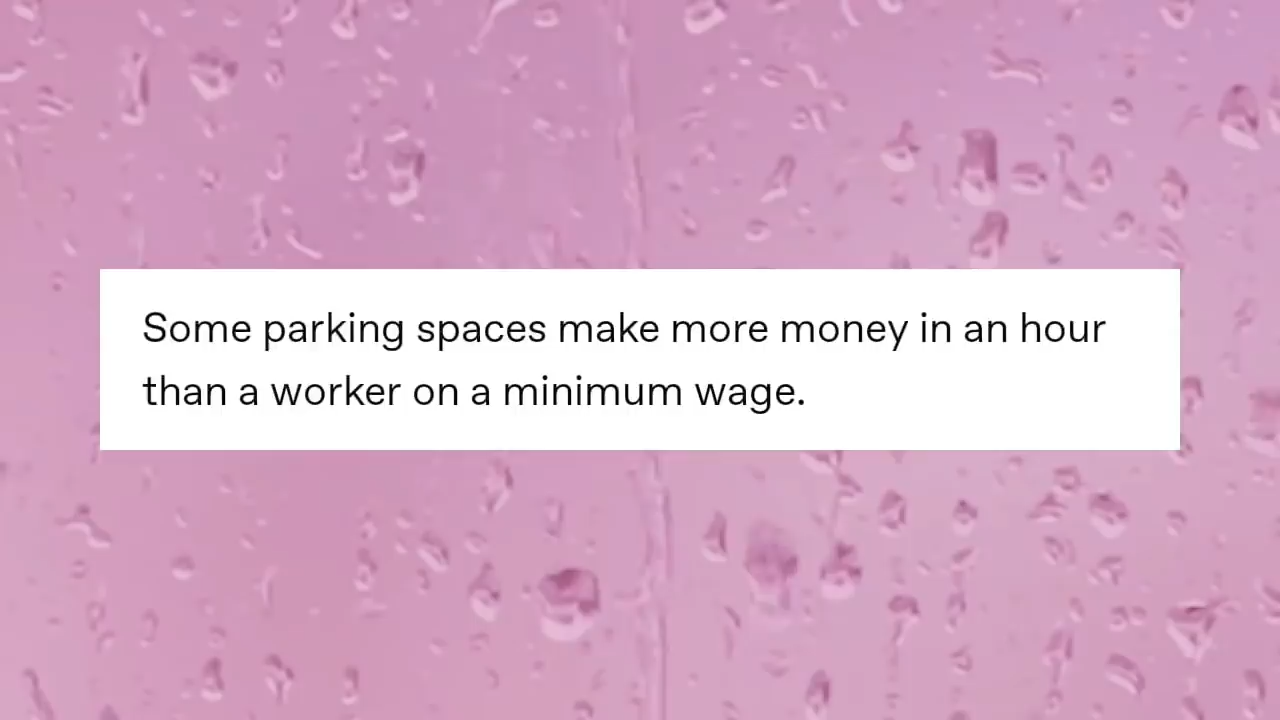 Some parking spaces make more money in an hour
than a worker on a minimum wage.